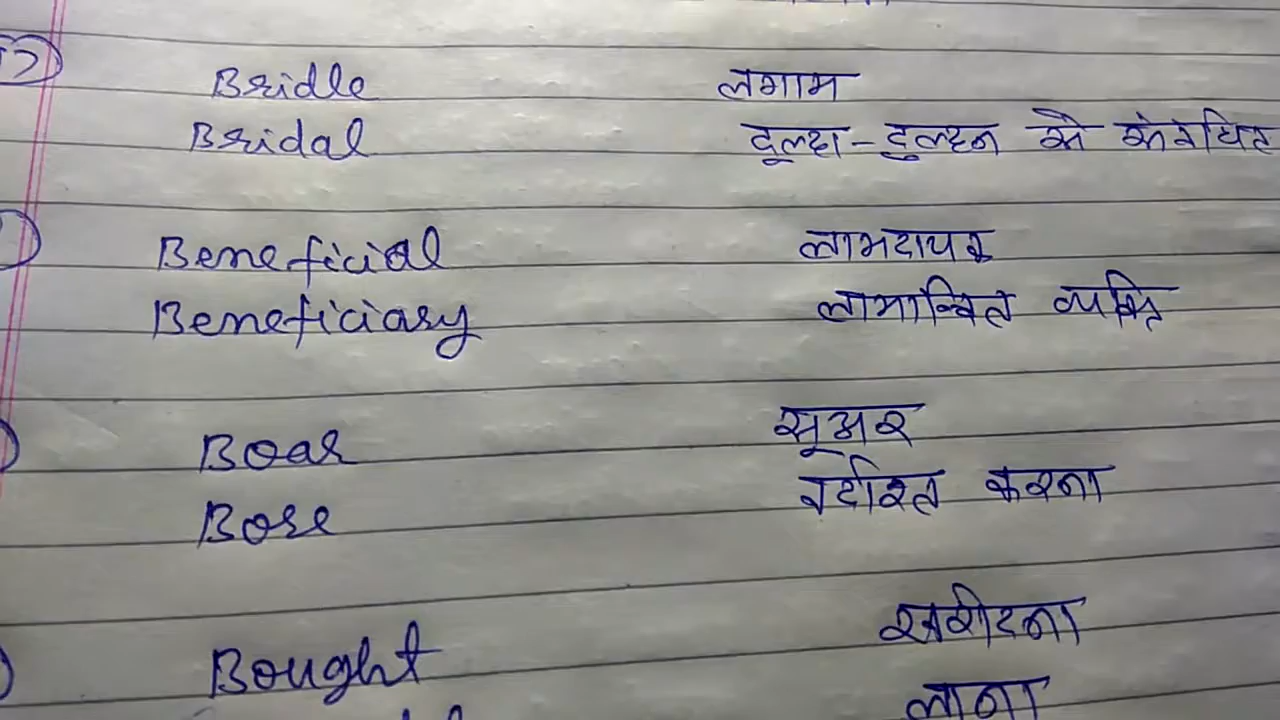 Bridle लगाम
Bridal दूल्हा-दुल्हन से संबंधित
Beneficial लाभदायक
Beneficiary लाभान्वित व्यक्ति
Boar सूअर
Bore बर्दाश्त करना
Bought खरीदना
लाना